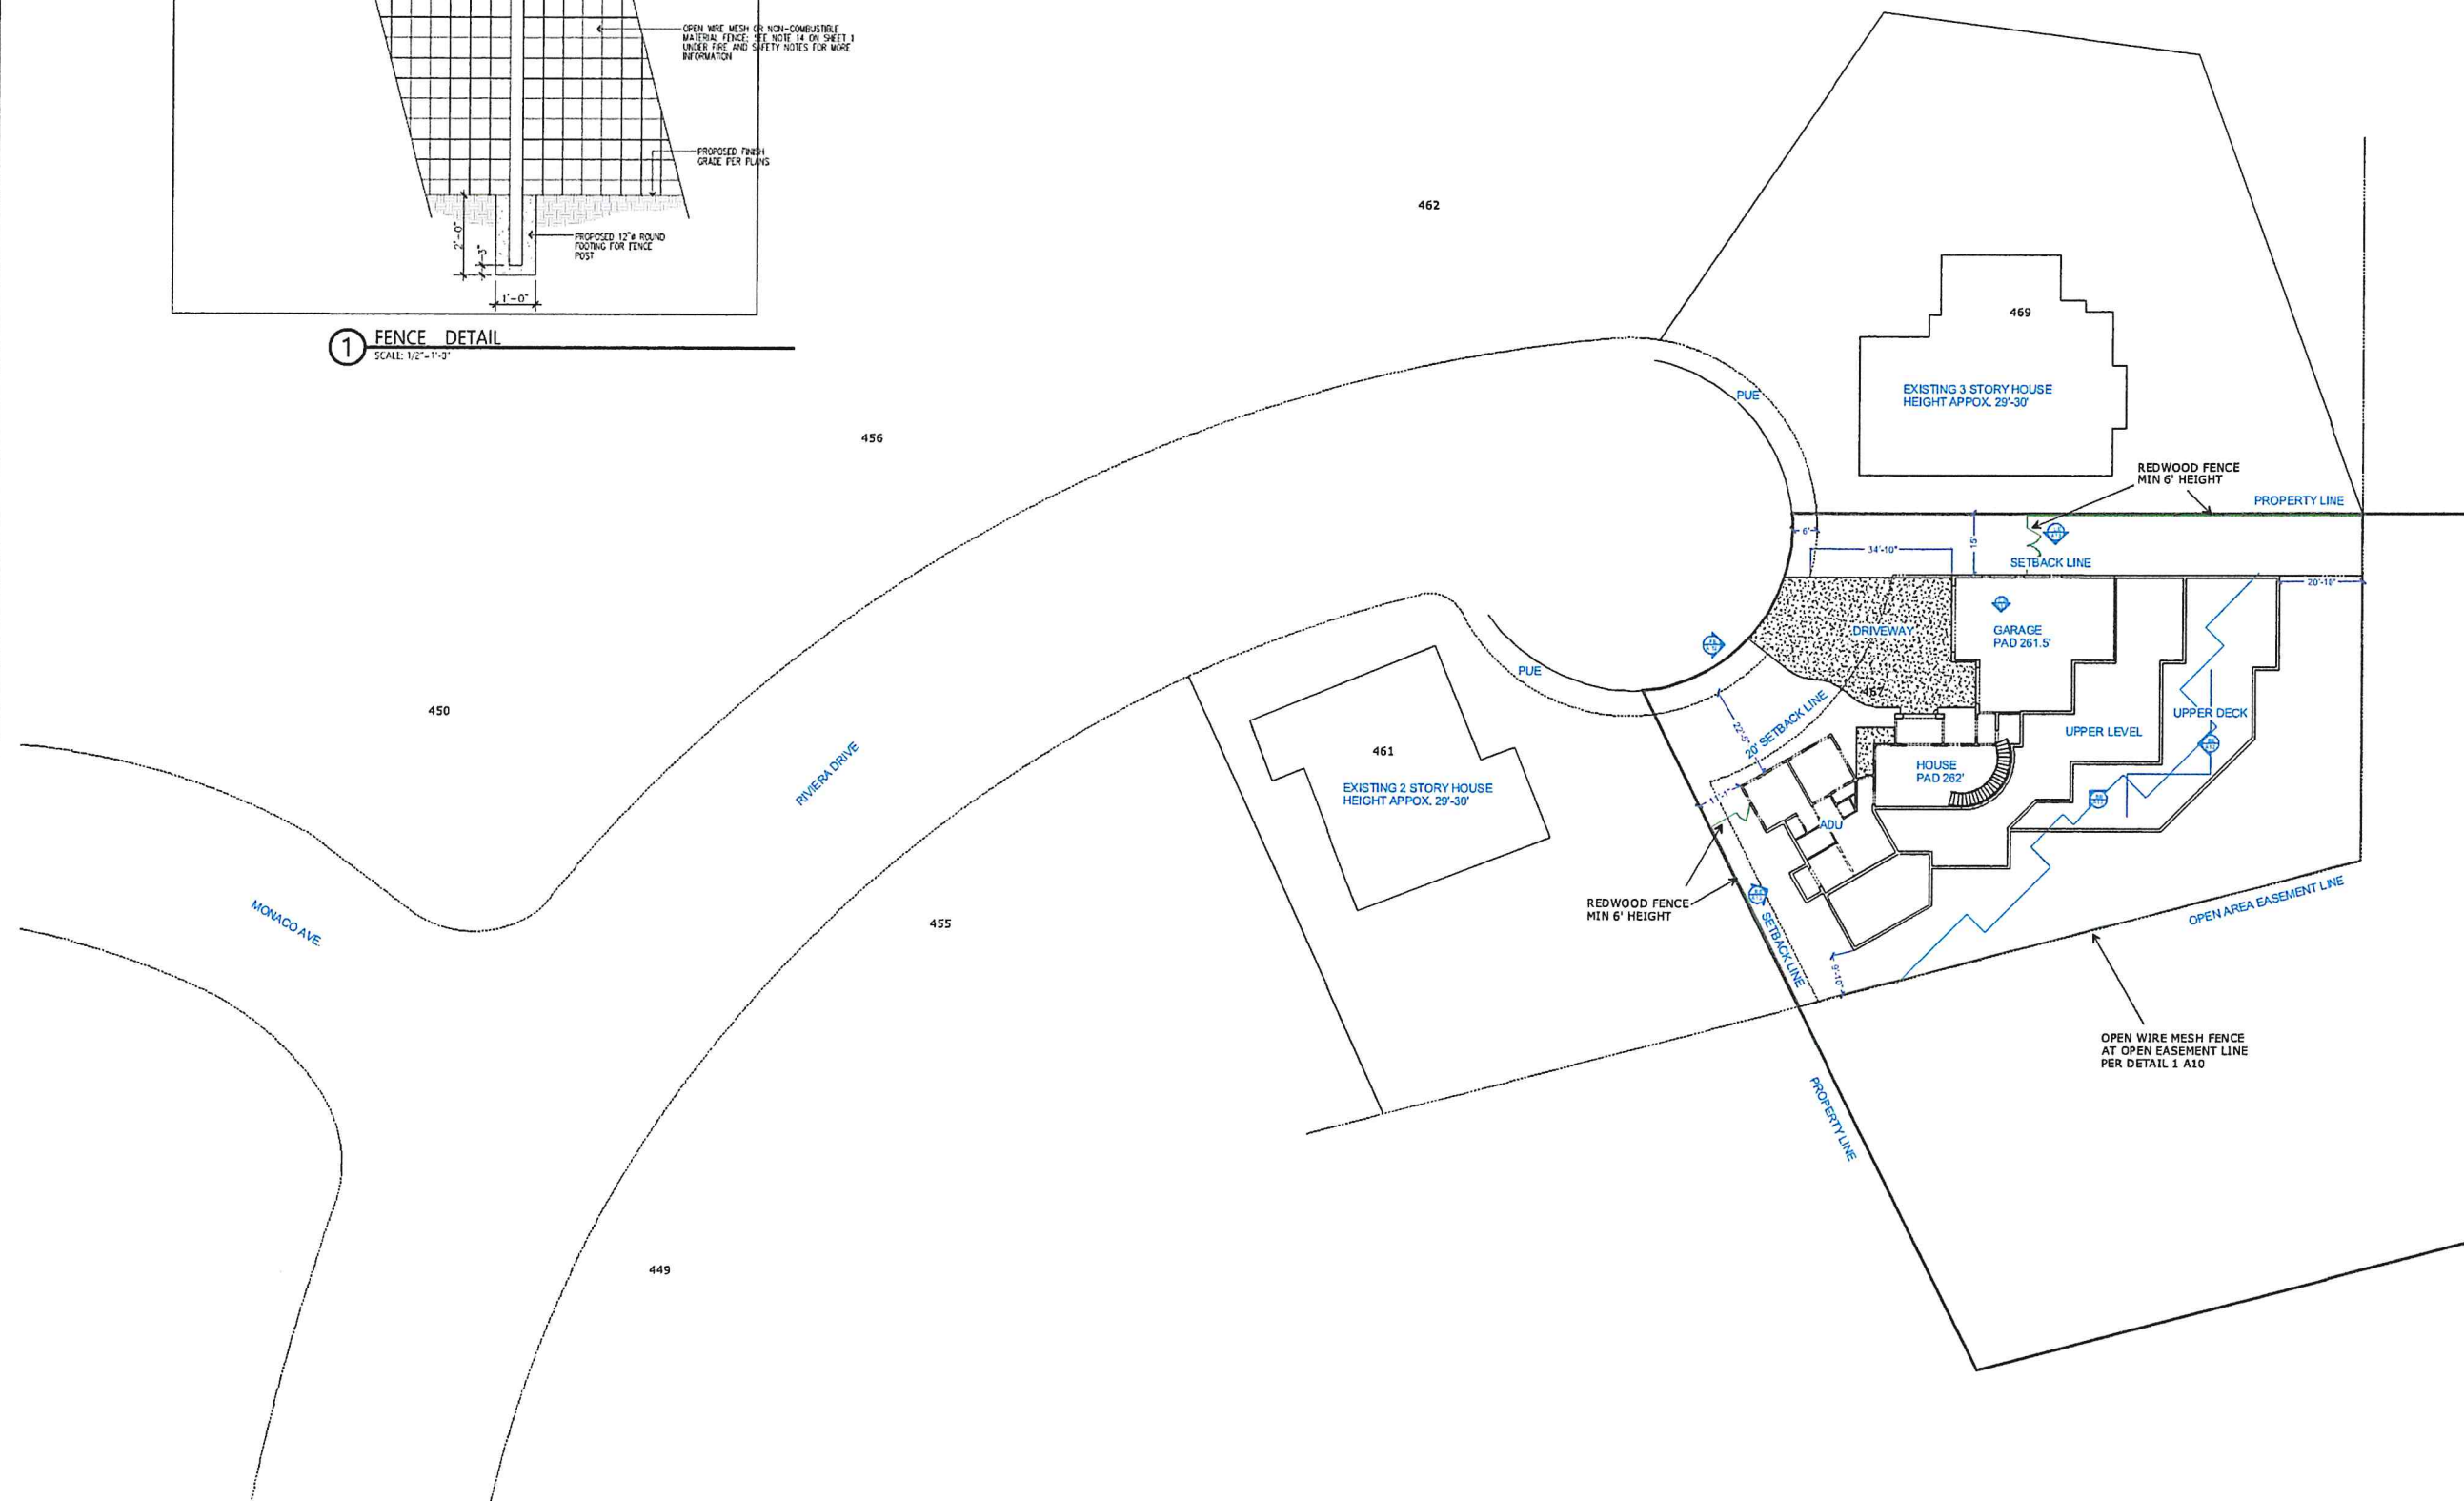 OPEN WIRE MESH OR NON-COMBUSTIBLE
MATERIAL FENCE; SEE NOTE 14 ON SHEET 1
UNDER FIRE AND SAFETY NOTES FOR MORE
INFORMATION
PROPOSED FINISH
GRADE PER PLANS
2'-0"
3"
PROPOSED 12"ø ROUND
FOOTING FOR FENCE
POST
1'-0"
1 FENCE DETAIL
SCALE: 1/2"=1'-0"
462
469
EXISTING 3 STORY HOUSE
HEIGHT APPOX. 29'-30'
PUE
456
REDWOOD FENCE
MIN 6' HEIGHT
PROPERTY LINE
6'
34'-10"
15'
SETBACK LINE
20'-10"
DRIVEWAY
GARAGE
PAD 261.5'
PUE
467
20' SETBACK LINE
22'-5"
UPPER DECK
UPPER LEVEL
450
RIVIERA DRIVE
461
EXISTING 2 STORY HOUSE
HEIGHT APPOX. 29'-30'
HOUSE
PAD 262'
11'-1"
ADU
REDWOOD FENCE
MIN 6' HEIGHT
SETBACK LINE
OPEN AREA EASEMENT LINE
MONACO AVE.
455
9'-10"
OPEN WIRE MESH FENCE
AT OPEN EASEMENT LINE
PER DETAIL 1 A10
PROPERTY LINE
449